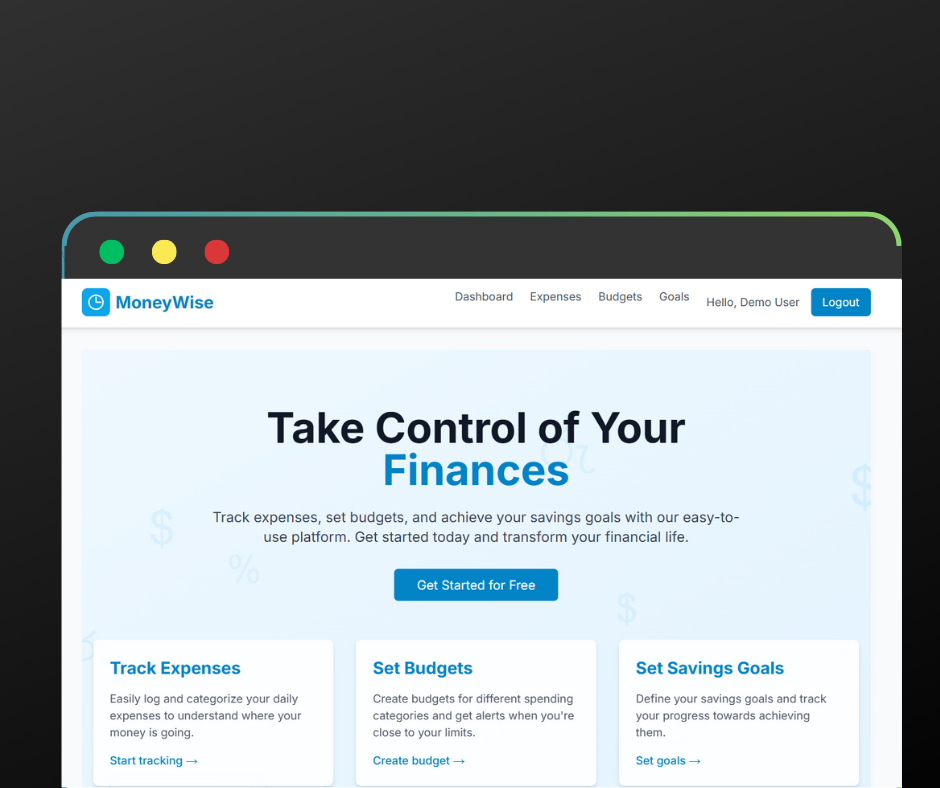 MoneyWise
Dashboard Expenses Budgets Goals Hello, Demo User Logout
Take Control of Your
Finances
Track expenses, set budgets, and achieve your savings goals with our easy-to-
use platform. Get started today and transform your financial life.
Get Started for Free
$
%
$
$
Track Expenses
Easily log and categorize your daily
expenses to understand where your
money is going.
Start tracking →
Set Budgets
Create budgets for different spending
categories and get alerts when you're
close to your limits.
Create budget →
Set Savings Goals
Define your savings goals and track
your progress towards achieving
them.
Set goals →